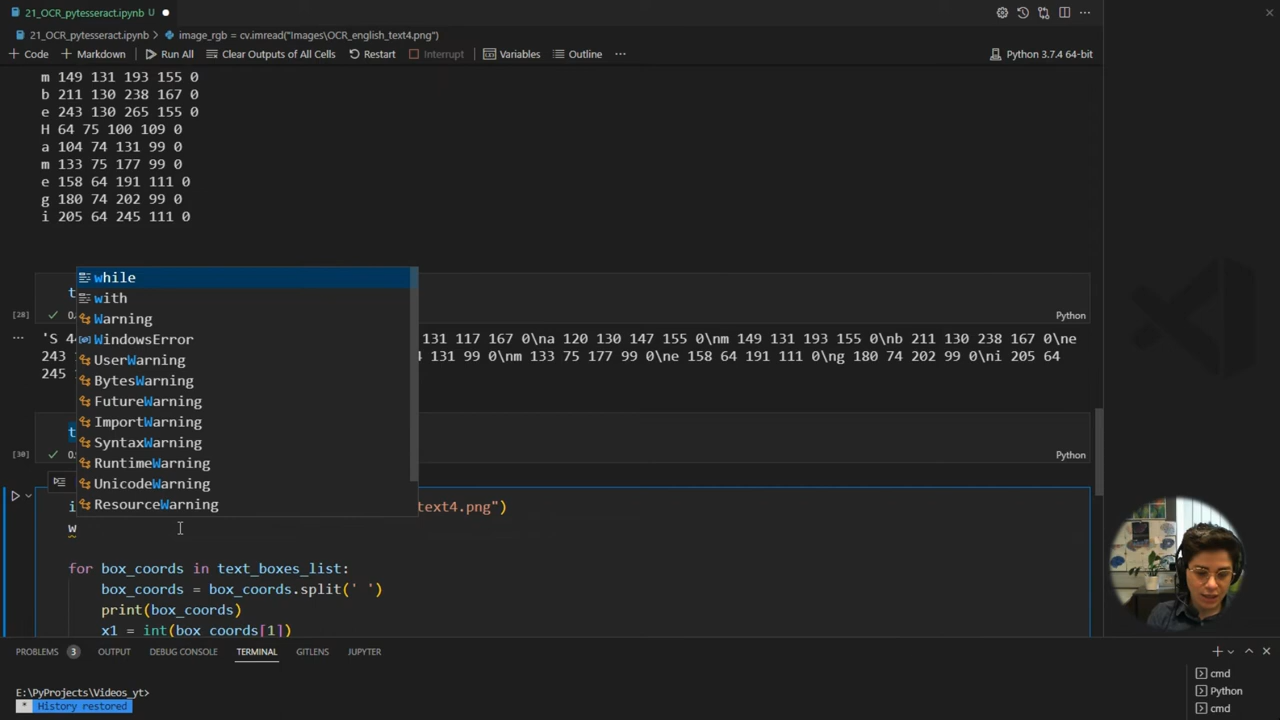 21_OCR_pytesseract.ipynb U
21_OCR_pytesseract.ipynb > image_rgb = cv.imread("Images\OCR_english_text4.png")
+ Code + Markdown Run All Clear Outputs of All Cells Restart Interrupt Variables Outline ... Python 3.7.4 64-bit
m 149 131 193 155 0
b 211 130 238 167 0
e 243 130 265 155 0
H 64 75 100 109 0
a 104 74 131 99 0
m 133 75 177 99 0
e 158 64 191 111 0
g 180 74 202 99 0
i 205 64 245 111 0
while
t
with
[28] Python
Warning
'S 4 131 117 167 0\na 120 130 147 155 0\nm 149 131 193 155 0\nb 211 130 238 167 0\ne
WindowsError
243 131 99 0\nm 133 75 177 99 0\ne 158 64 191 111 0\ng 180 74 202 99 0\ni 205 64
UserWarning
245
BytesWarning
FutureWarning
ImportWarning
t
SyntaxWarning
[30] Python
RuntimeWarning
UnicodeWarning
ResourceWarning
i text4.png")
w
for box_coords in text_boxes_list:
box_coords = box_coords.split(' ')
print(box_coords)
x1 = int(box_coords[1])
PROBLEMS 3 OUTPUT DEBUG CONSOLE TERMINAL GITLENS JUPYTER
E:\PyProjects\Videos_yt>
* History restored
cmd
Python
cmd